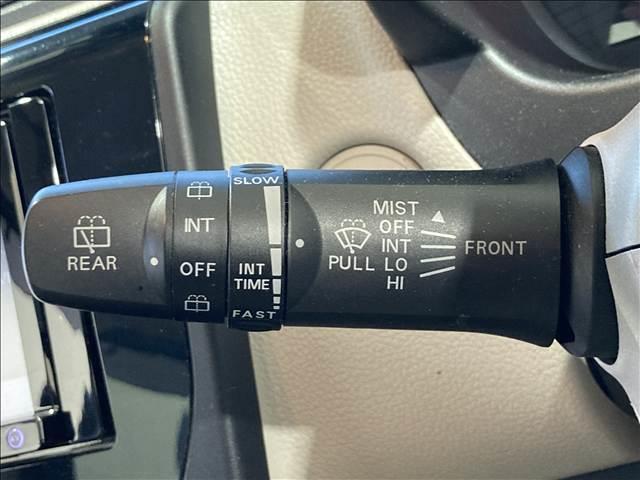 REAR
INT
OFF
SLOW
INT
TIME
FAST
PULL
MIST
OFF
INT
LO
HI
FRONT